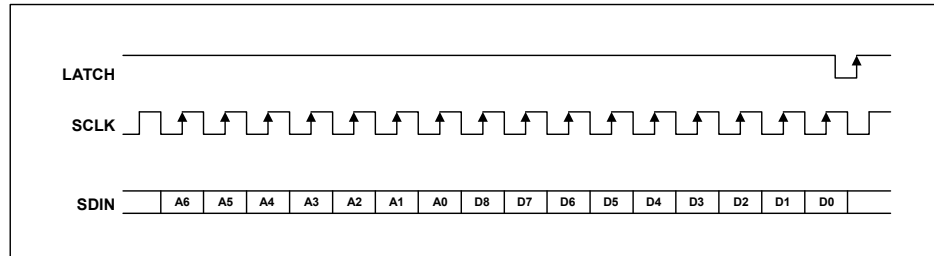 LATCH
SCLK
SDIN A6 A5 A4 A3 A2 A1 A0 D8 D7 D6 D5 D4 D3 D2 D1 D0